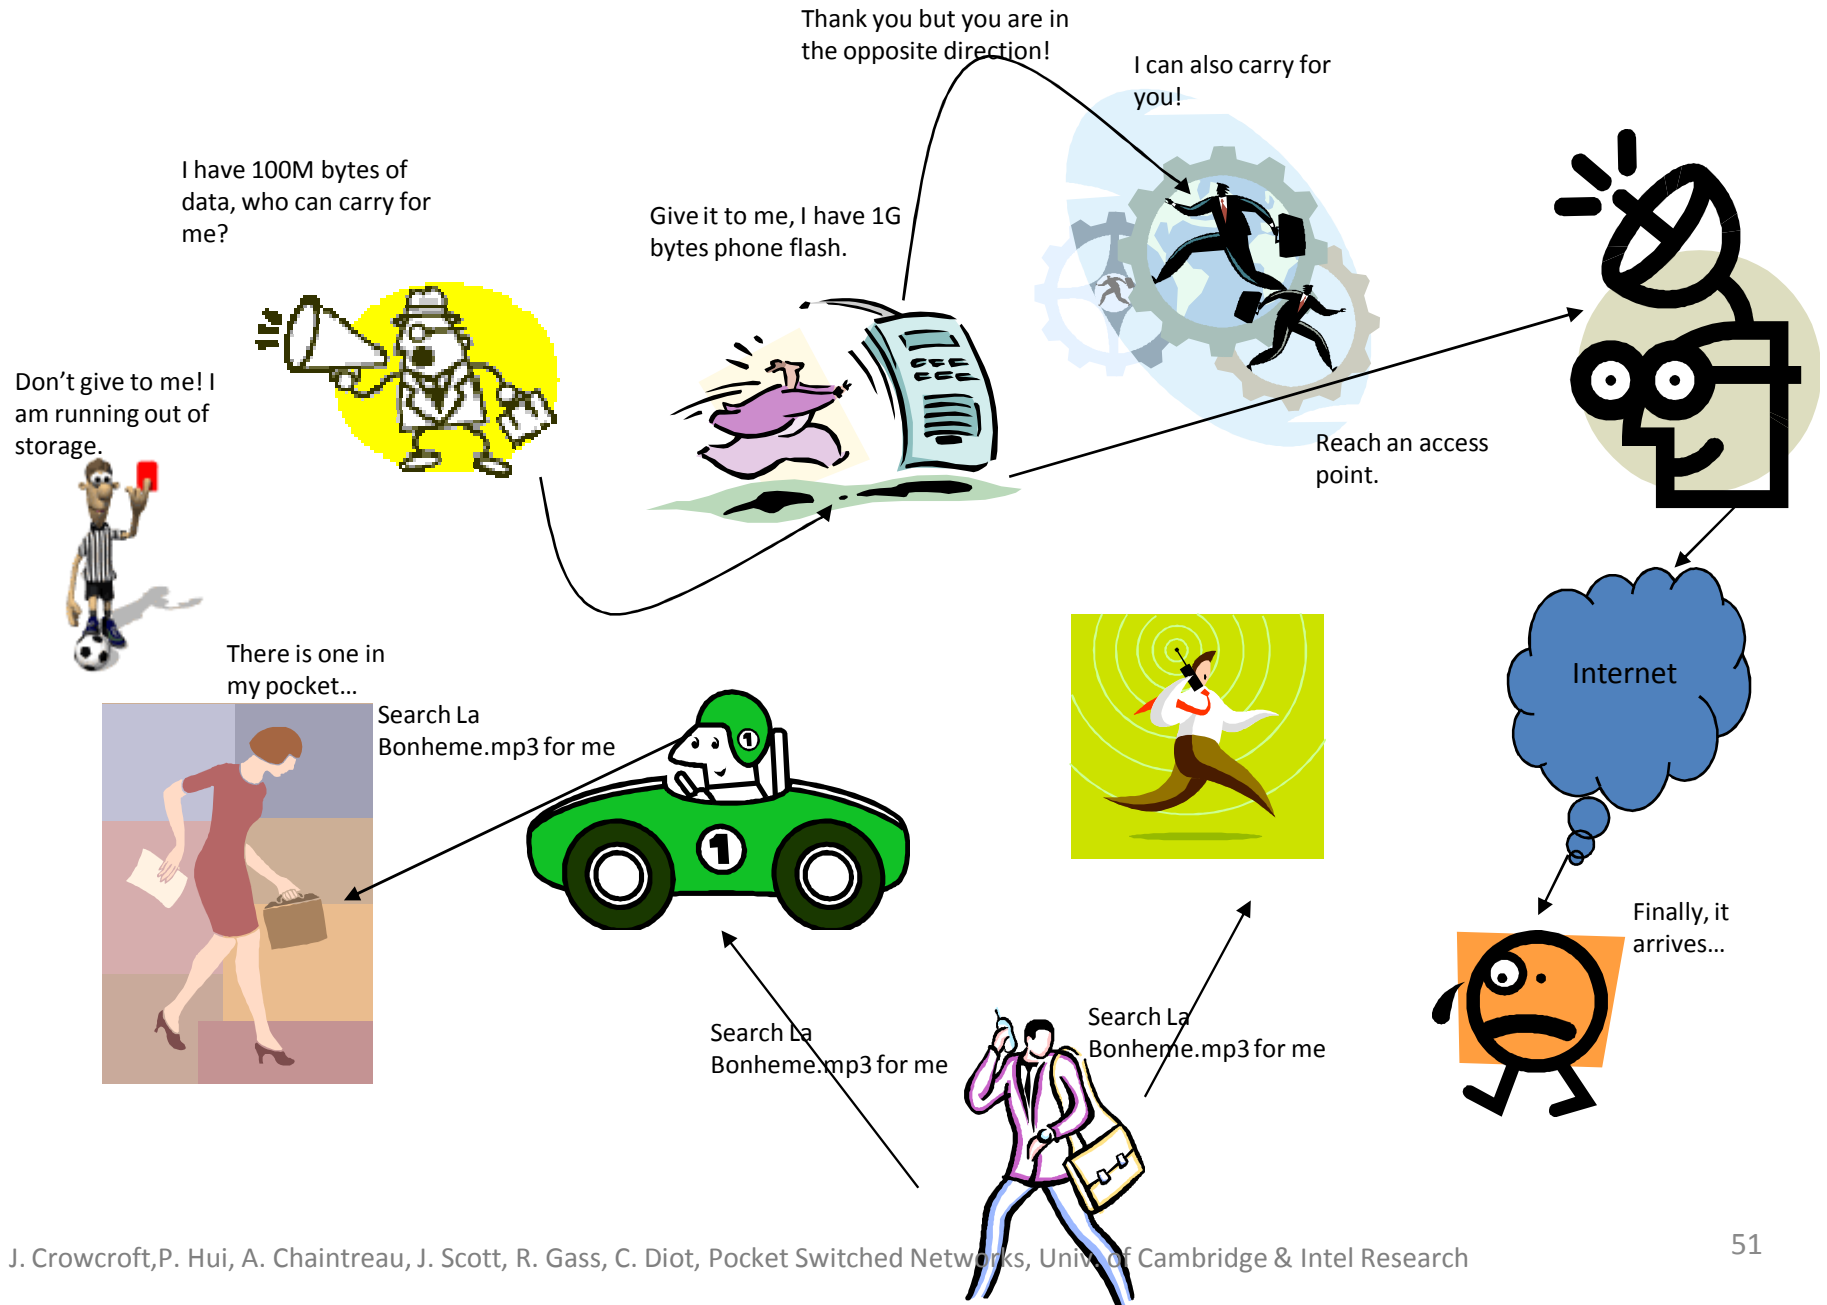 Thank you but you are in
the opposite direction!
I can also carry for
you!
I have 100M bytes of
data, who can carry for
me?
Give it to me, I have 1G
bytes phone flash.
Don't give to me! I
am running out of
storage.
Reach an access
point.
There is one in
my pocket...
Search La
Bonheme.mp3 for me
1
1
Internet
Finally, it
arrives...
Search La
Bonheme.mp3 for me
Search La
Bonheme.mp3 for me
J. Crowcroft,P. Hui, A. Chaintreau, J. Scott, R. Gass, C. Diot, Pocket Switched Networks, Univ. of Cambridge & Intel Research
51